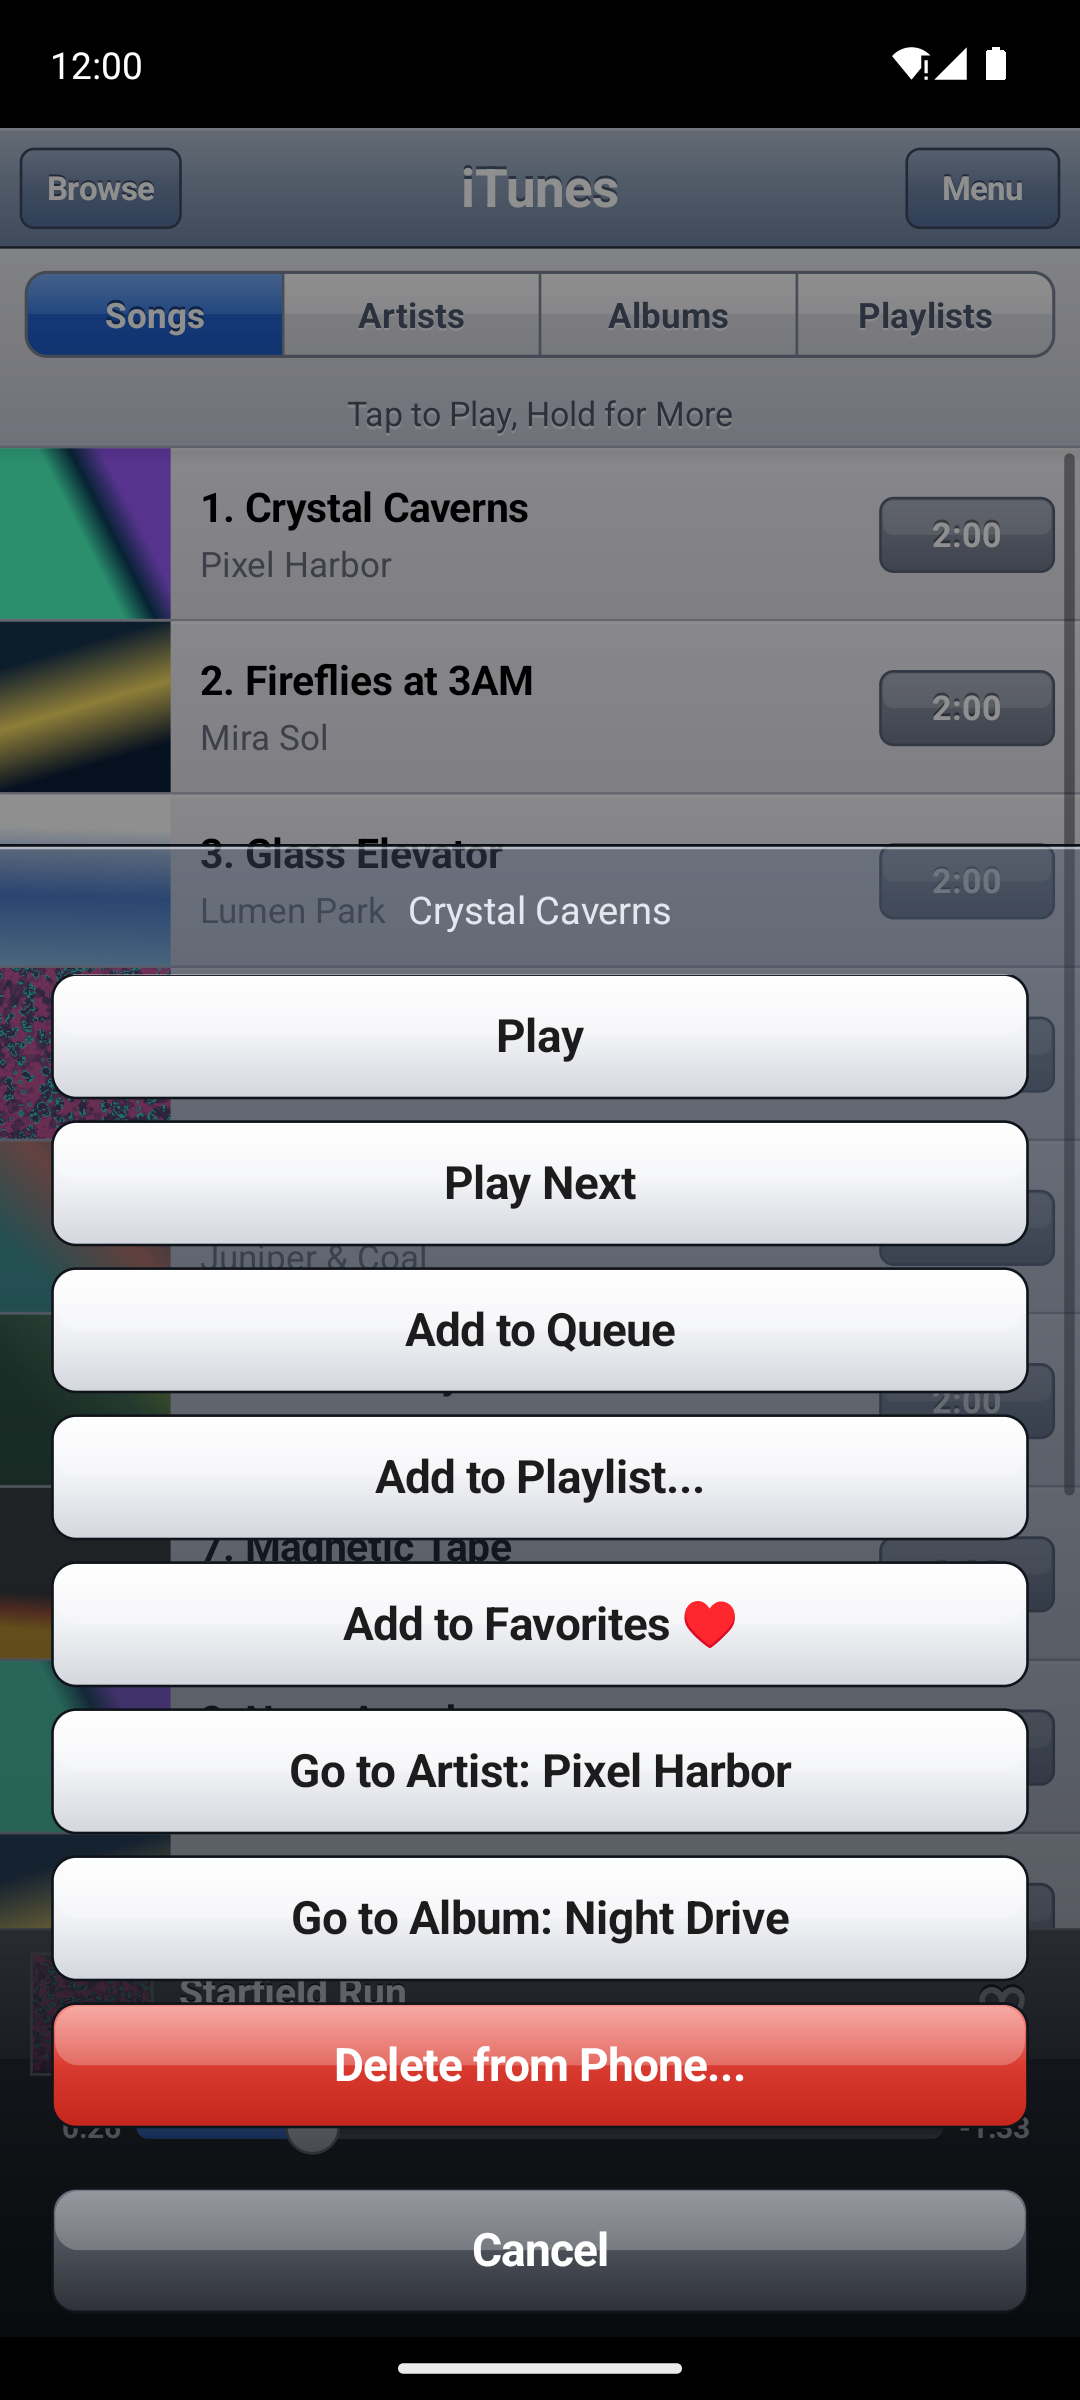 12:00
Browse
iTunes
Menu
Songs
Artists
Albums
Playlists
Tap to Play, Hold for More
1. Crystal Caverns
Pixel Harbor
2:00
2. Fireflies at 3AM
Mira Sol
2:00
3. Glass Elevator
Lumen Park
2:00
Crystal Caverns
Play
Play Next
Juniper & Coal
Add to Queue
2:00
Add to Playlist...
7. Magnetic Tape
Add to Favorites ❤️
Go to Artist: Pixel Harbor
Go to Album: Night Drive
Starfield Run
Delete from Phone...
0:26
-1:33
Cancel